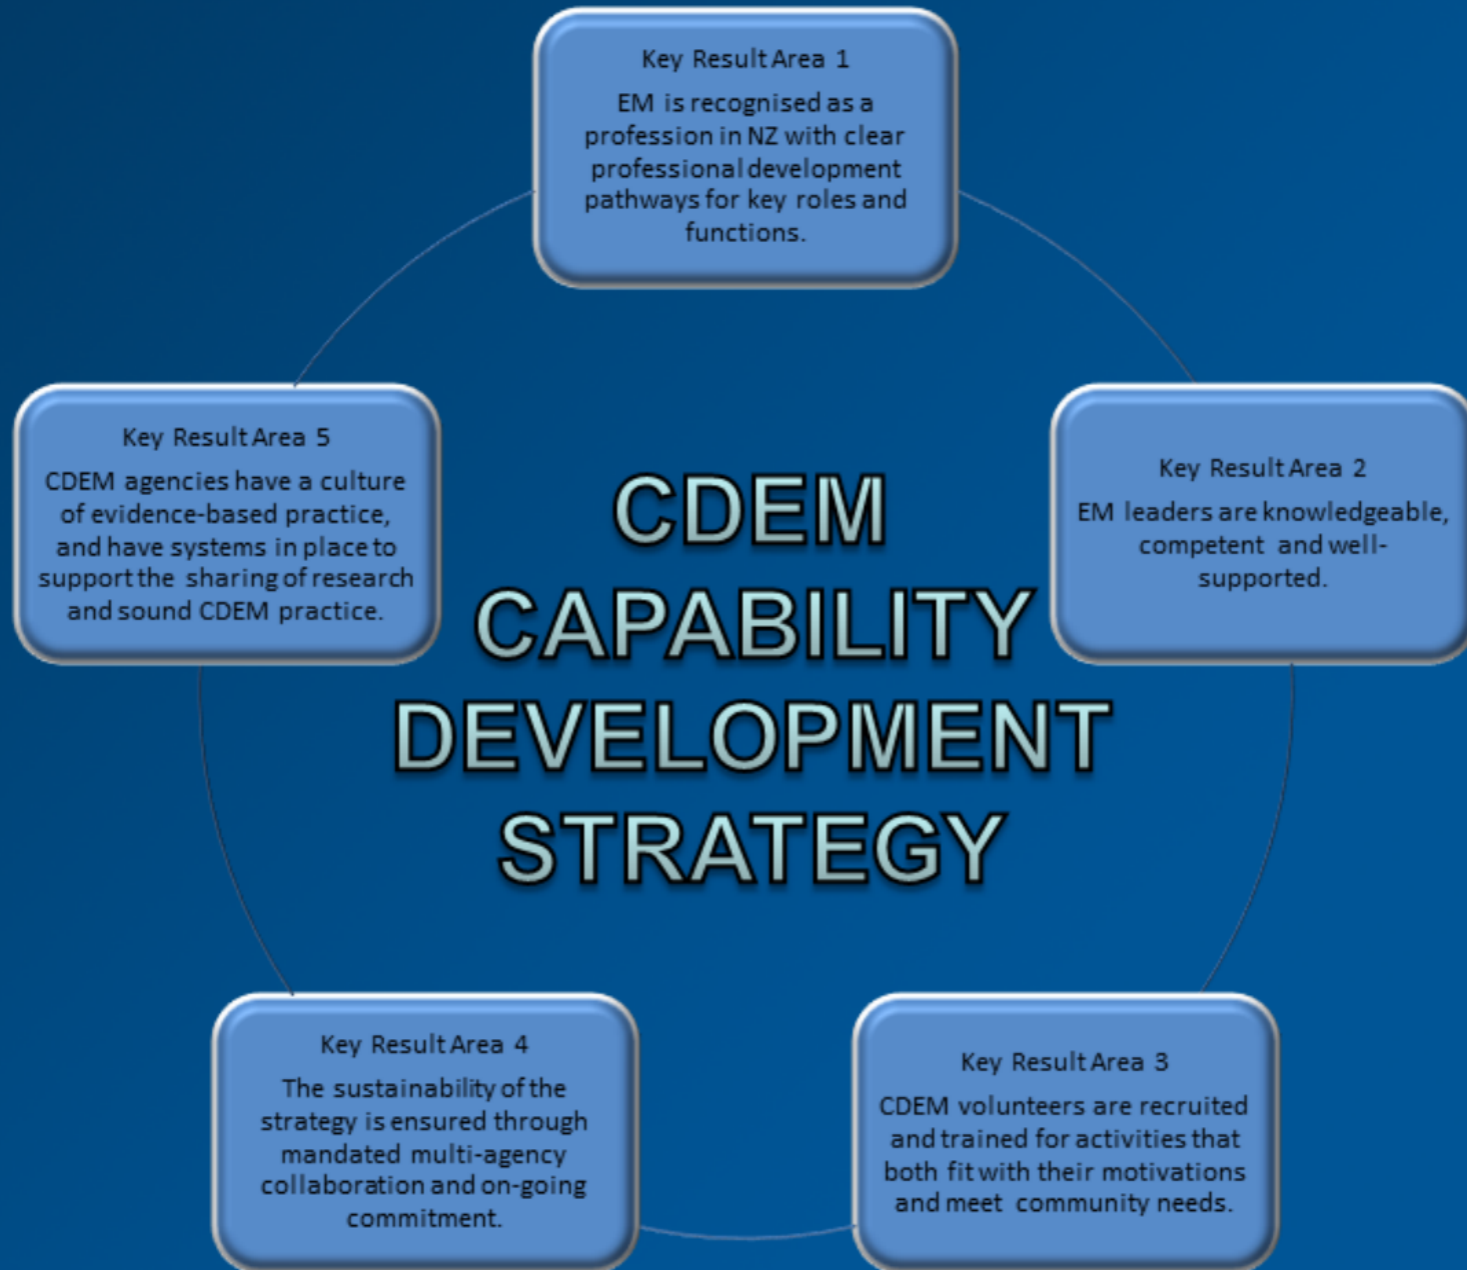 Key Result Area 1
EM is recognised as a
profession in NZ with clear
professional development
pathways for key roles and
functions.
Key Result Area 2
EM leaders are knowledgeable,
competent and well-
supported.
Key Result Area 3
CDEM volunteers are recruited
and trained for activities that
both fit with their motivations
and meet community needs.
Key Result Area 4
The sustainability of the
strategy is ensured through
mandated multi-agency
collaboration and on-going
commitment.
Key Result Area 5
CDEM agencies have a culture
of evidence-based practice,
and have systems in place to
support the sharing of research
and sound CDEM practice.
CDEM
CAPABILITY
DEVELOPMENT
STRATEGY